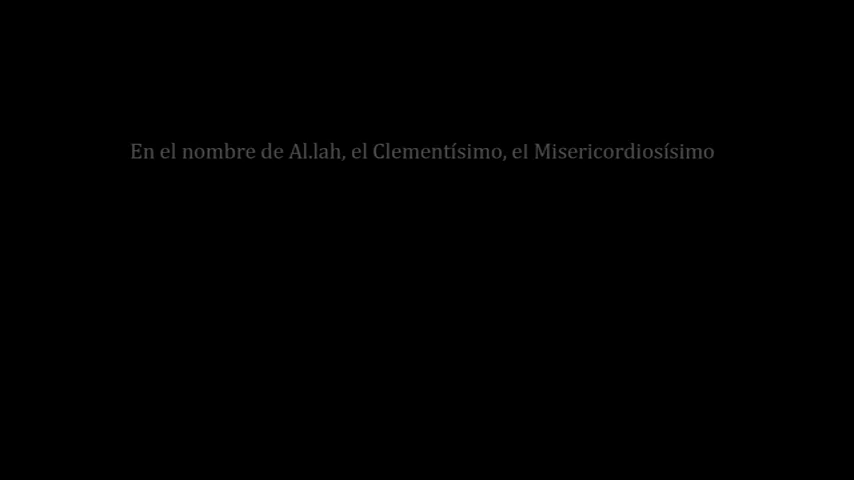 En el nombre de Al.lah, el Clementísimo, el Misericordiosísimo